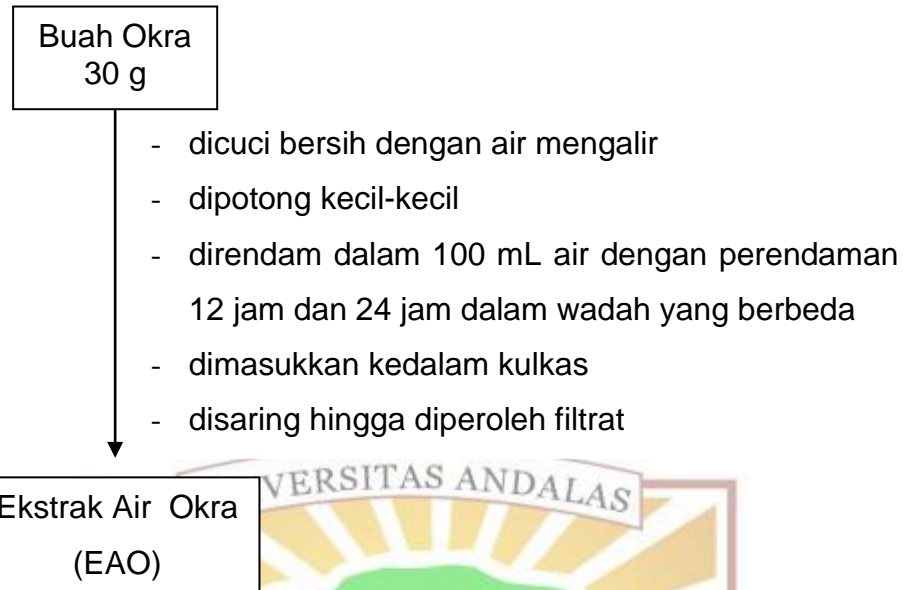 Buah Okra
30 g
- dicuci bersih dengan air mengalir
- dipotong kecil-kecil
- direndam dalam 100 mL air dengan perendaman
12 jam dan 24 jam dalam wadah yang berbeda
- dimasukkan kedalam kulkas
- disaring hingga diperoleh filtrat
VERSITAS ANDALAS
Ekstrak Air Okra
(EAO)